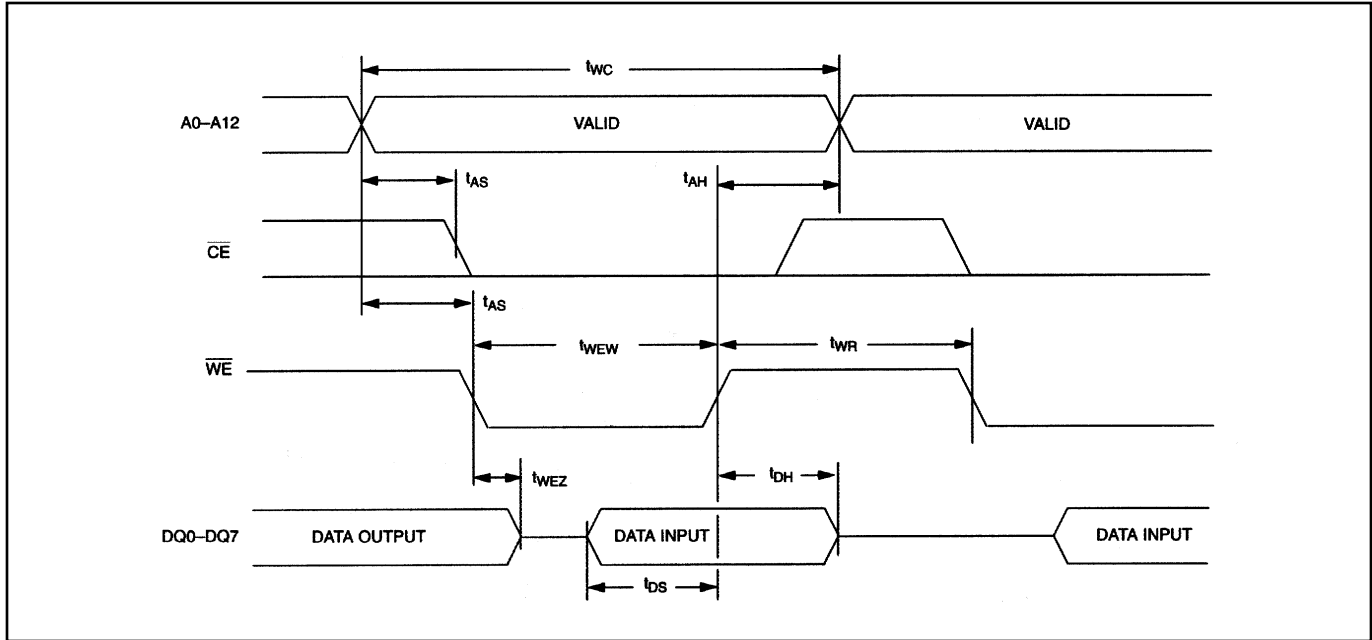 tWC
A0–A12 VALID VALID
tAS tAH
CE
tAS
tWEW tWR
WE
tWEZ tDH
DQ0–DQ7 DATA OUTPUT DATA INPUT DATA INPUT
tDS